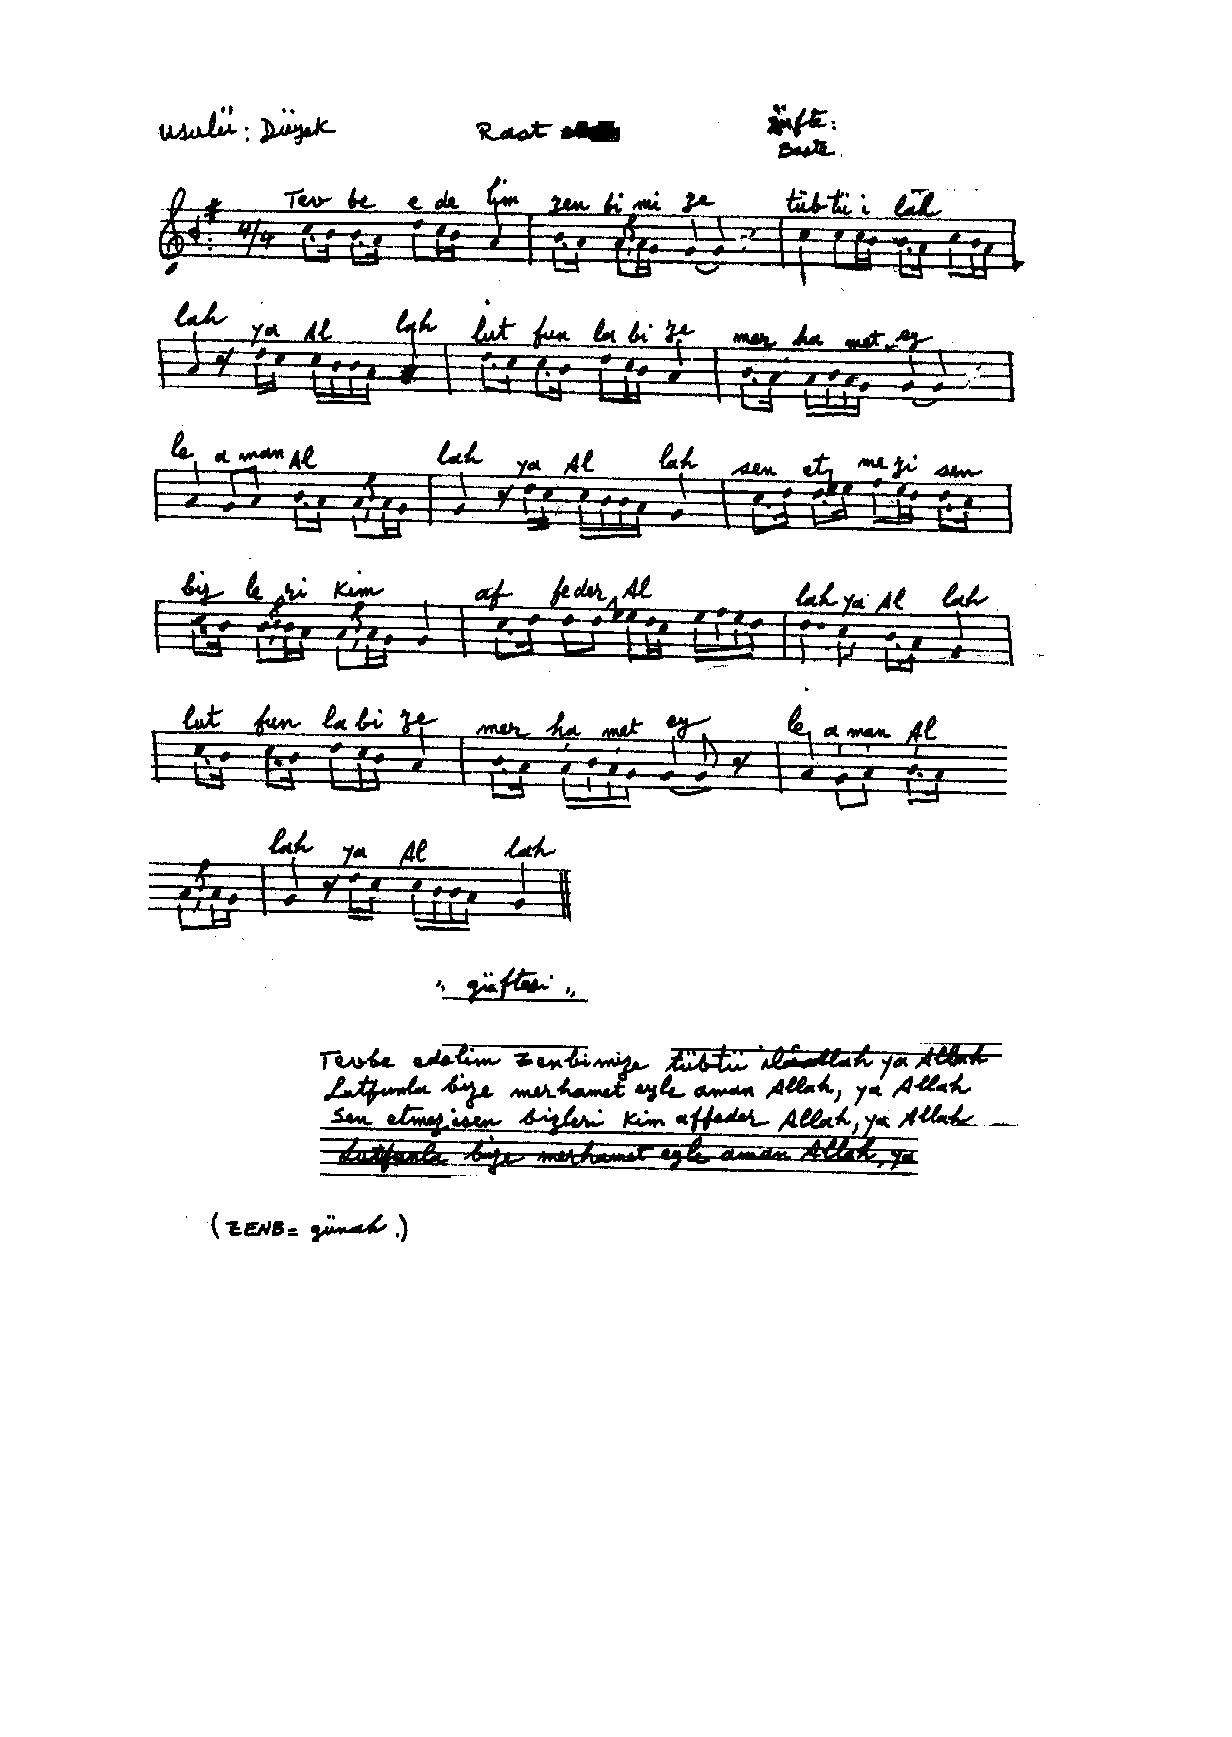 Usulü : Düyek Rast Güfte :
Beste
4/4 Tev be e de lim zen bi mi ze tüb tü i lâh
lah ya Al lah lut fun la bi ze mer ha met ey
le a man Al lah ya Al lah sen et me zi sen
biz le ri kim af feder Al lah ya Al lah
lut fun la bi ze mer ha met ey le a man Al
lah ya Al lah
" güftesi "
Tevbe edelim zenbimize tübtü ilâallah ya Allah
Lutfunla bize merhamet eyle aman Allah, ya Allah
Sen etmez isen bizleri kim affeder Allah, ya Allah
Lutfunla bize merhamet eyle aman Allah, ya
(ZENB = günah.)